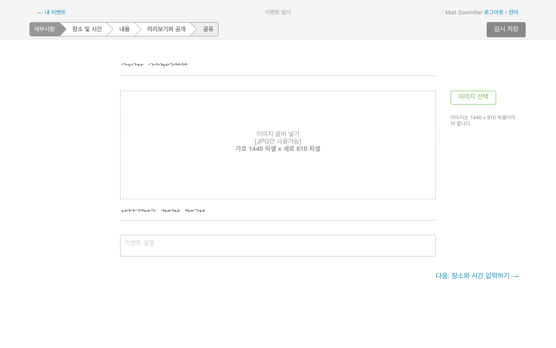 ← 내 이벤트
이벤트 빌더
Matt Sawmiller 로그아웃 • 언어
세부사항
장소 및 시간
내용
미리보기와 공개
공유
임시 저장
이미지 끌어 넣기
[JPG만 사용가능]
가로 1440 픽셀 x 세로 810 픽셀
이미지 선택
이미지는 1440 x 810 픽셀이어
야 합니다.
이벤트 설명
다음: 장소와 시간 입력하기 →